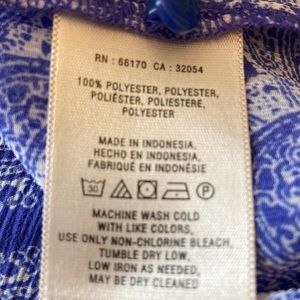 RN : 66170 CA : 32054
100% POLYESTER, POLYESTER,
POLIÉSTER, POLIESTERE,
POLYESTER
MADE IN INDONESIA,
HECHO EN INDONESIA,
FABRIQUÉ EN INDONÉSIE
30 P
MACHINE WASH COLD
WITH LIKE COLORS,
USE ONLY NON-CHLORINE BLEACH,
TUMBLE DRY LOW,
LOW IRON AS NEEDED,
MAY BE DRY CLEANED